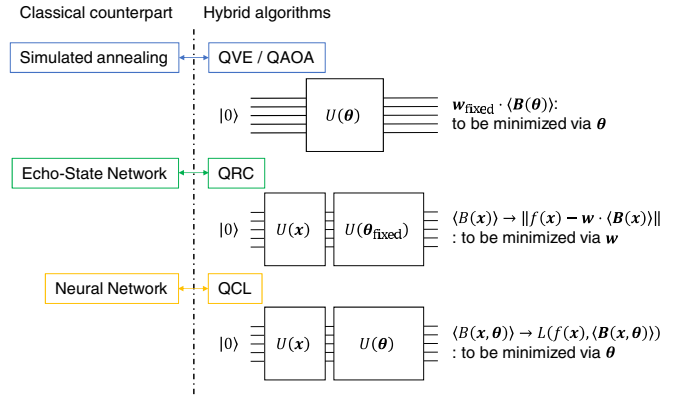 Classical counterpart
Hybrid algorithms
Simulated annealing
QVE / QAOA
|0⟩
U(θ)
w_fixed · ⟨B(θ)⟩:
to be minimized via θ
Echo-State Network
QRC
|0⟩
U(x)
U(θ_fixed)
⟨B(x)⟩ → ‖f(x) − w · ⟨B(x)⟩‖
: to be minimized via w
Neural Network
QCL
|0⟩
U(x)
U(θ)
⟨B(x, θ)⟩ → L(f(x), ⟨B(x, θ)⟩)
: to be minimized via θ